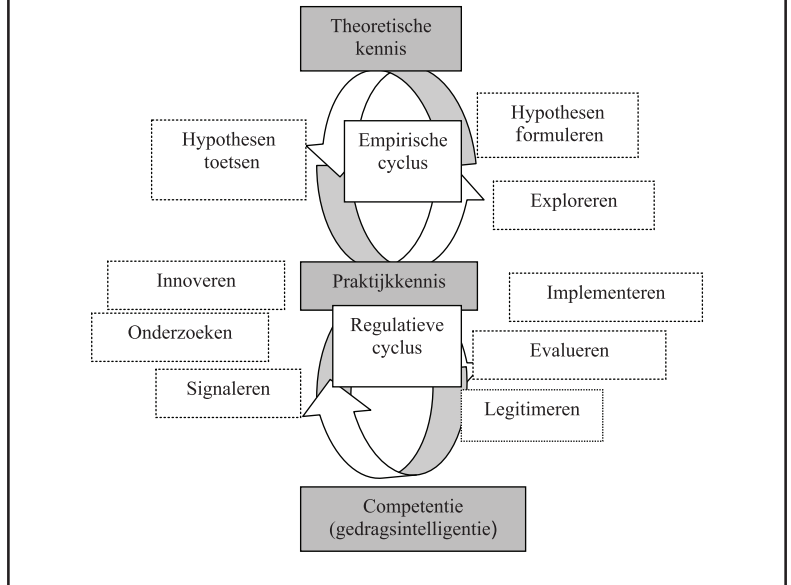 Theoretische
kennis
Hypothesen
formuleren
Hypothesen
toetsen
Empirische
cyclus
Exploreren
Innoveren
Praktijkkennis
Implementeren
Onderzoeken
Regulatieve
cyclus
Evalueren
Signaleren
Legitimeren
Competentie
(gedragsintelligentie)